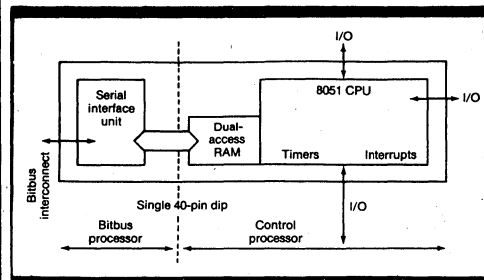 I/O
8051 CPU
I/O
Serial
interface
unit
Dual-
access
RAM
Timers
Interrupts
Bitbus
interconnect
Single 40-pin dip
I/O
Bitbus
processor
Control
processor